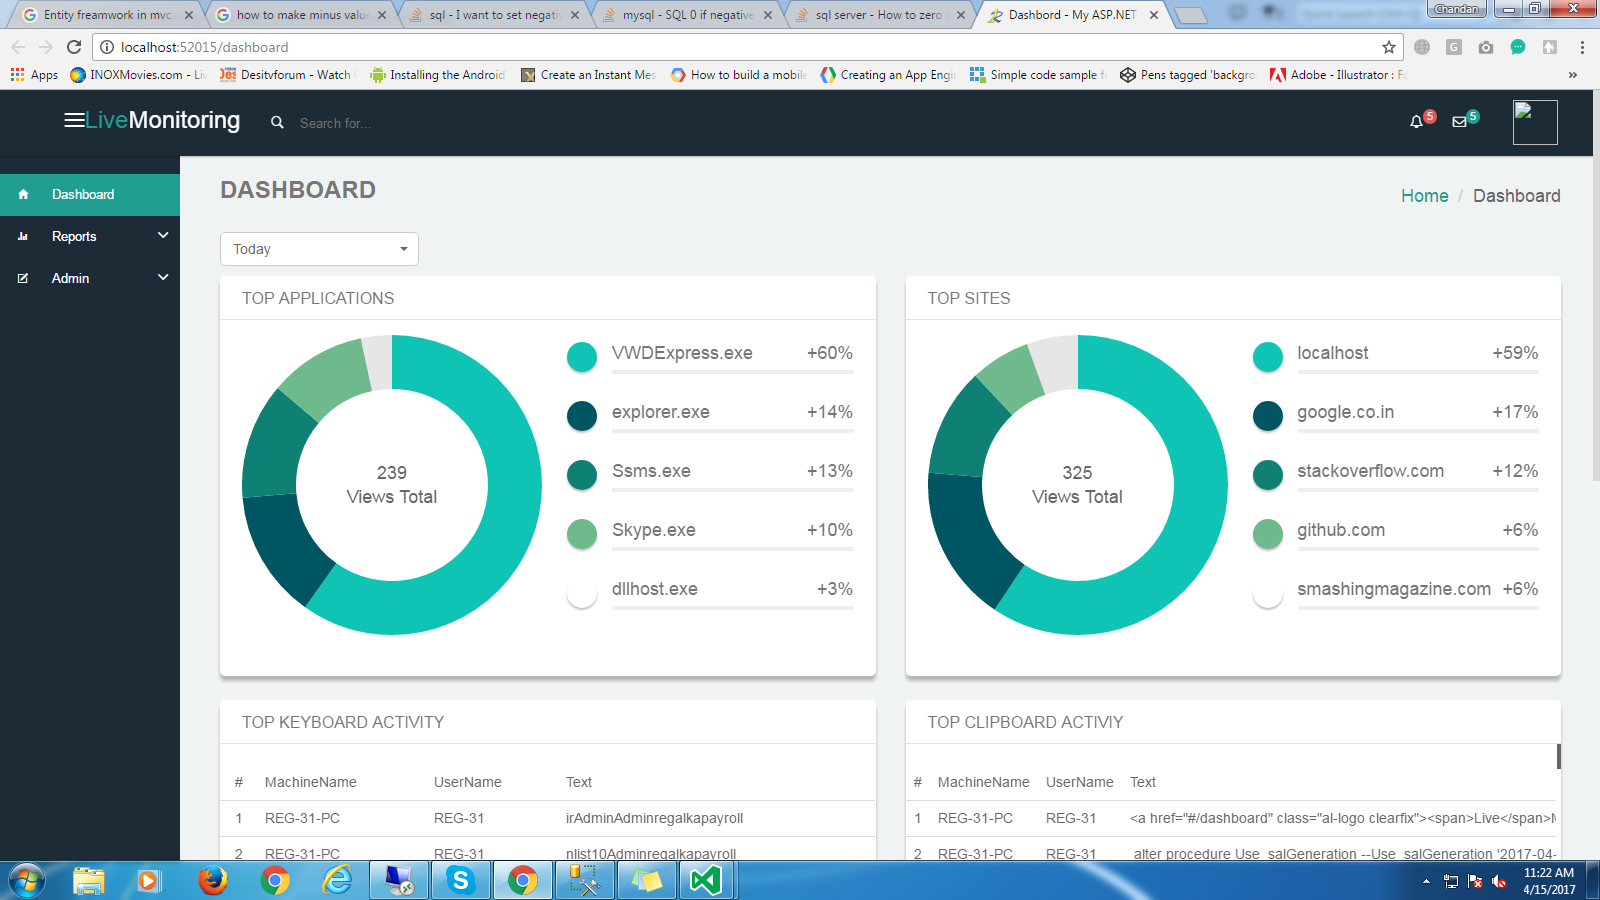 Entity freamwork in mvc
how to make minus value
sql - I want to set negati
mysql - SQL 0 if negative
sql server - How to zero
Dashbord - My ASP.NET
Chandan
localhost:52015/dashboard
Apps
INOXMovies.com - Liv
Desitvforum - Watch
Installing the Android
Create an Instant Mes
How to build a mobile
Creating an App Engi
Simple code sample f
Pens tagged 'backgro
Adobe - Illustrator : Fo
»
LiveMonitoring
Search for...
5
5
Dashboard
Reports
Admin
DASHBOARD
Home / Dashboard
Today
TOP APPLICATIONS
239
Views Total
VWDExpress.exe +60%
explorer.exe +14%
Ssms.exe +13%
Skype.exe +10%
dllhost.exe +3%
TOP SITES
325
Views Total
localhost +59%
google.co.in +17%
stackoverflow.com +12%
github.com +6%
smashingmagazine.com +6%
TOP KEYBOARD ACTIVITY
# MachineName UserName Text
1 REG-31-PC REG-31 irAdminAdminregalkapayroll
2 REG-31-PC REG-31 nlist10Adminregalkapayroll
TOP CLIPBOARD ACTIVIY
# MachineName UserName Text
1 REG-31-PC REG-31 <a href="#/dashboard" class="al-logo clearfix"><span>Live</span>M
2 REG-31-PC REG-31 alter procedure Use_salGeneration --Use_salGeneration '2017-04-
11:22 AM
4/15/2017